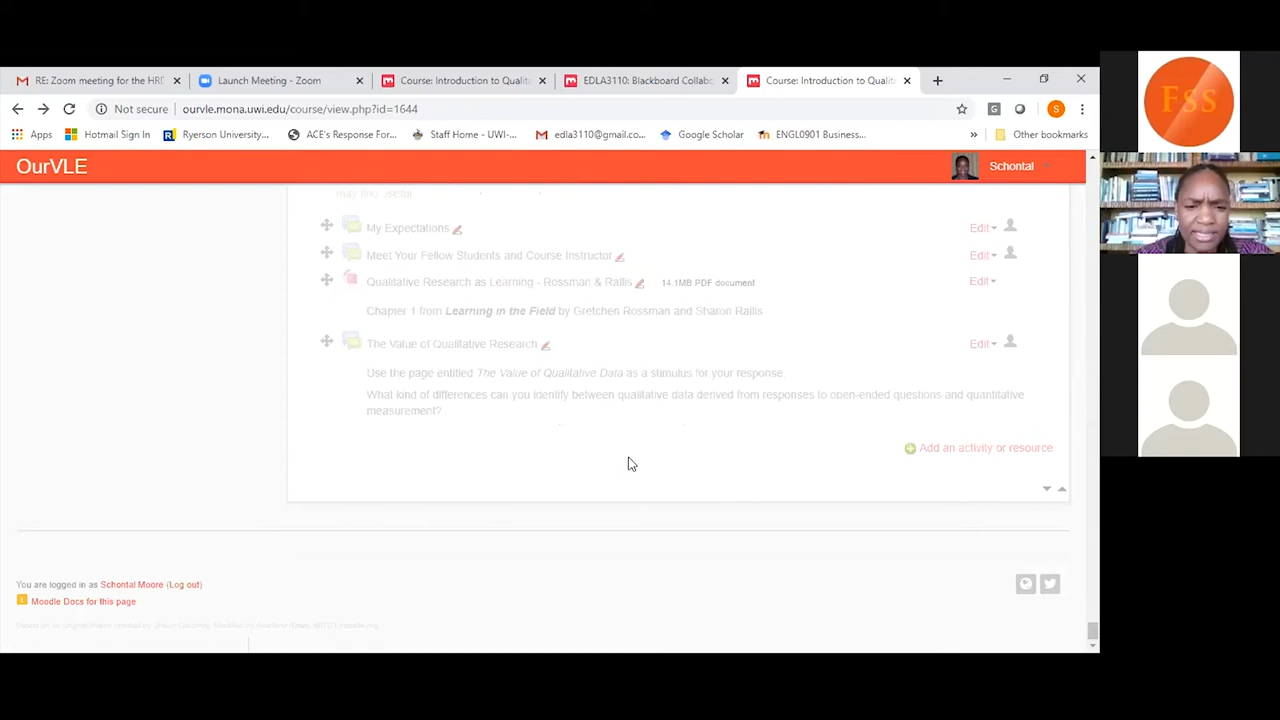 RE: Zoom meeting for the HRD
Launch Meeting - Zoom
Course: Introduction to Qualita
EDLA3110: Blackboard Collabo
Course: Introduction to Qualita
Not secure
ourvle.mona.uwi.edu/course/view.php?id=1644
G
S
Apps
Hotmail Sign In
Ryerson University...
ACE's Response For...
Staff Home - UWI-...
edla3110@gmail.co...
Google Scholar
ENGL0901 Business...
»
Other bookmarks
OurVLE
Schontal
FSS
may find useful
My Expectations
Edit
Meet Your Fellow Students and Course Instructor
Edit
Qualitative Research as Learning - Rossman & Rallis
14.1MB PDF document
Edit
Chapter 1 from Learning in the Field by Gretchen Rossman and Sharon Rallis
The Value of Qualitative Research
Edit
Use the page entitled The Value of Qualitative Data as a stimulus for your response.
What kind of differences can you identify between qualitative data derived from responses to open-ended questions and quantitative
measurement?
Add an activity or resource
You are logged in as Schontal Moore (Log out)
Moodle Docs for this page